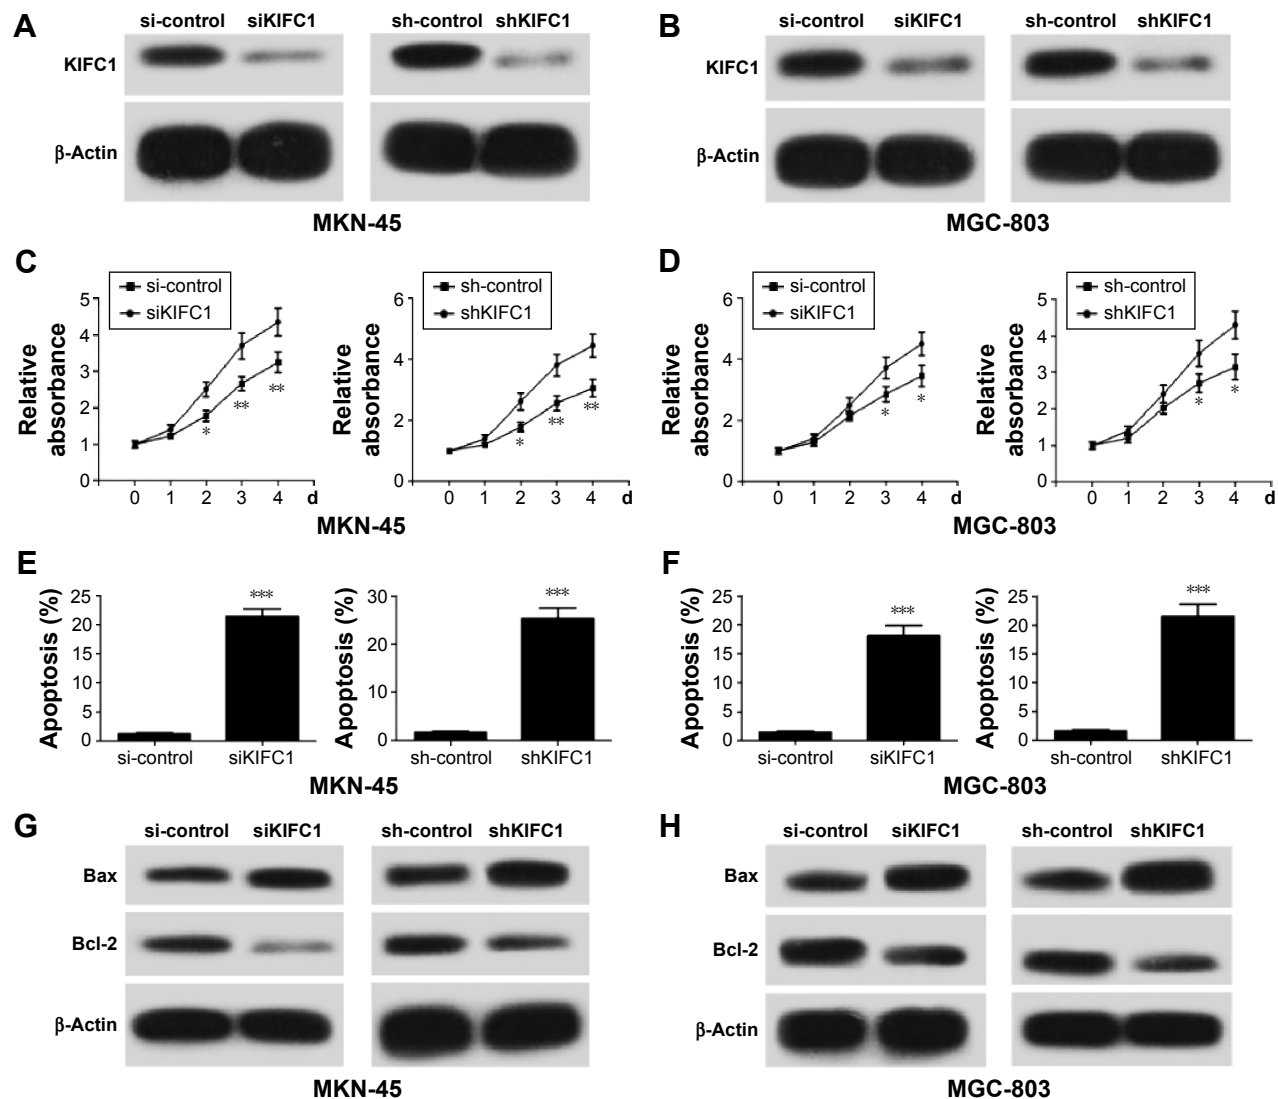 A
si-control siKIFC1 sh-control shKIFC1
KIFC1
β-Actin
MKN-45
B
si-control siKIFC1 sh-control shKIFC1
KIFC1
β-Actin
MGC-803
C
si-control
siKIFC1
Relative absorbance
5
4
3
2
1
0
* ** **
0 1 2 3 4 d
sh-control
shKIFC1
Relative absorbance
6
4
2
0
* ** **
0 1 2 3 4 d
MKN-45
D
si-control
siKIFC1
Relative absorbance
6
4
2
0
* *
0 1 2 3 4 d
sh-control
shKIFC1
Relative absorbance
5
4
3
2
1
0
* *
0 1 2 3 4 d
MGC-803
E
Apoptosis (%)
25
20
15
10
5
0
***
si-control siKIFC1
Apoptosis (%)
30
20
10
0
***
sh-control shKIFC1
MKN-45
F
Apoptosis (%)
25
20
15
10
5
0
***
si-control siKIFC1
Apoptosis (%)
25
20
15
10
5
0
***
sh-control shKIFC1
MGC-803
G
si-control siKIFC1 sh-control shKIFC1
Bax
Bcl-2
β-Actin
MKN-45
H
si-control siKIFC1 sh-control shKIFC1
Bax
Bcl-2
β-Actin
MGC-803